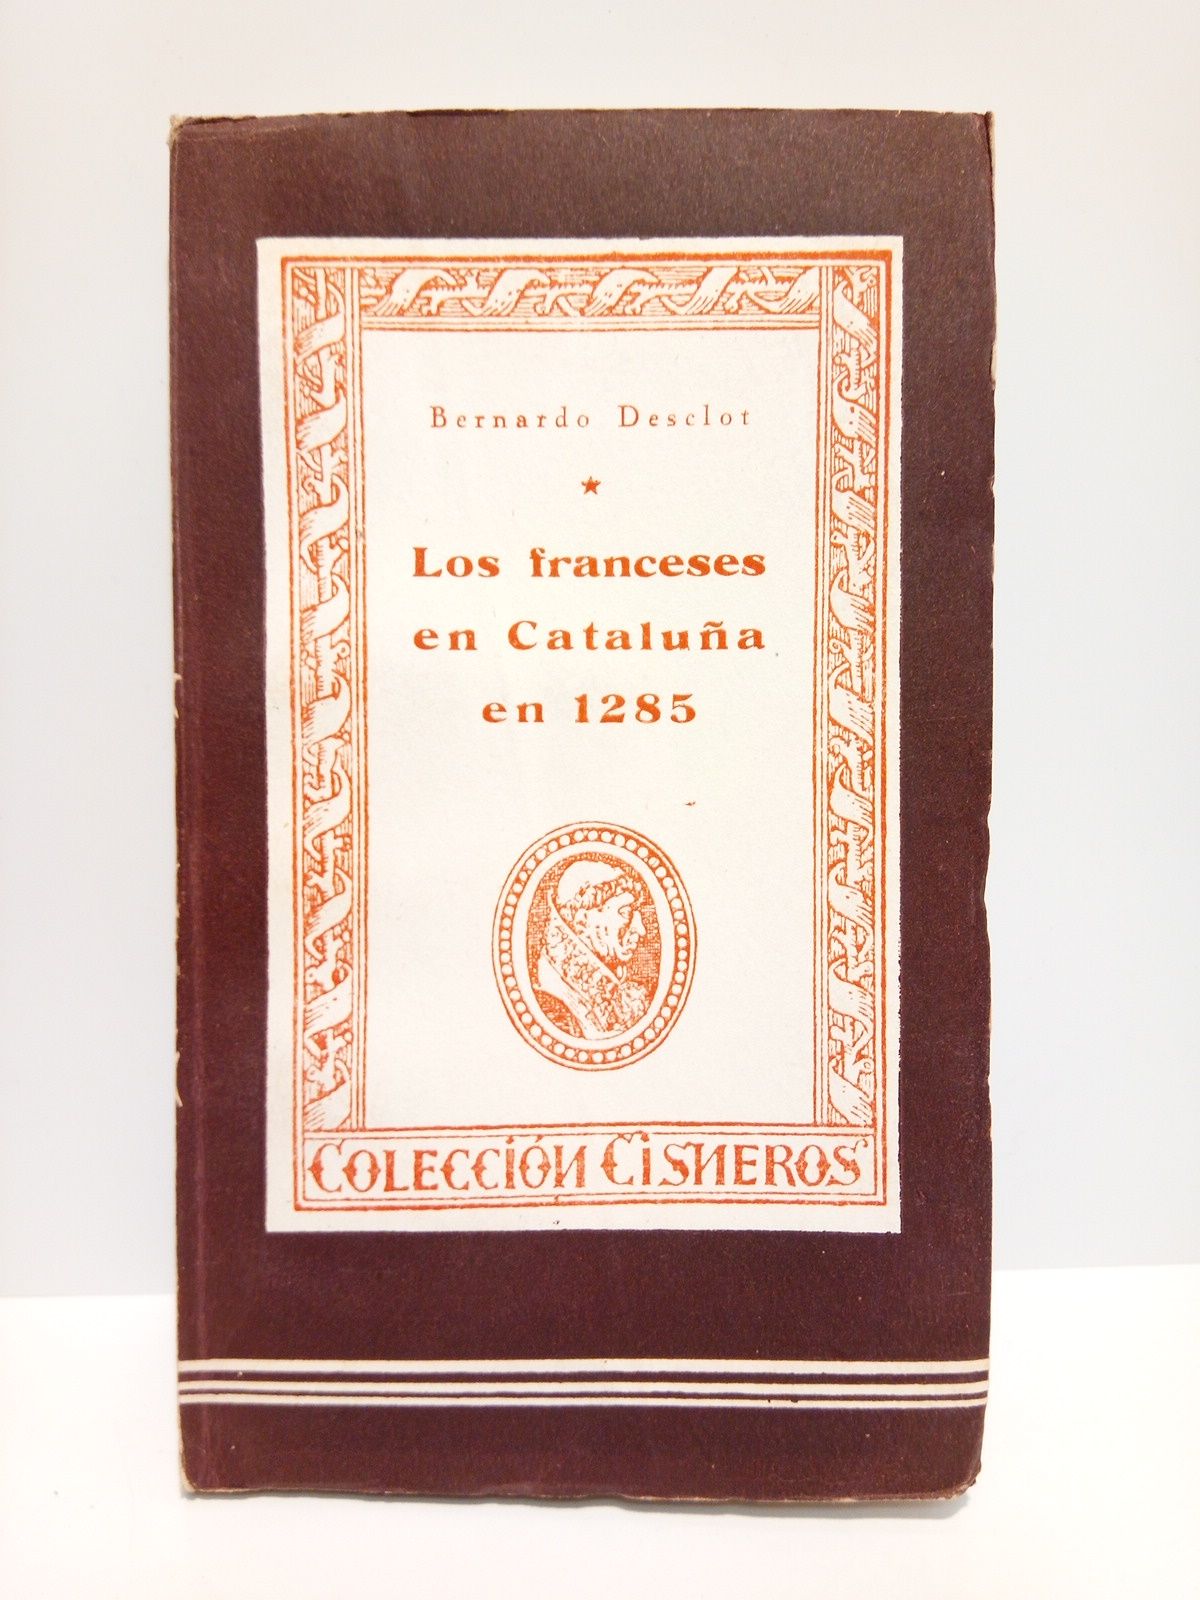 Bernardo Desclot
Los franceses
en Cataluña
en 1285
COLECCIÓN CISNEROS